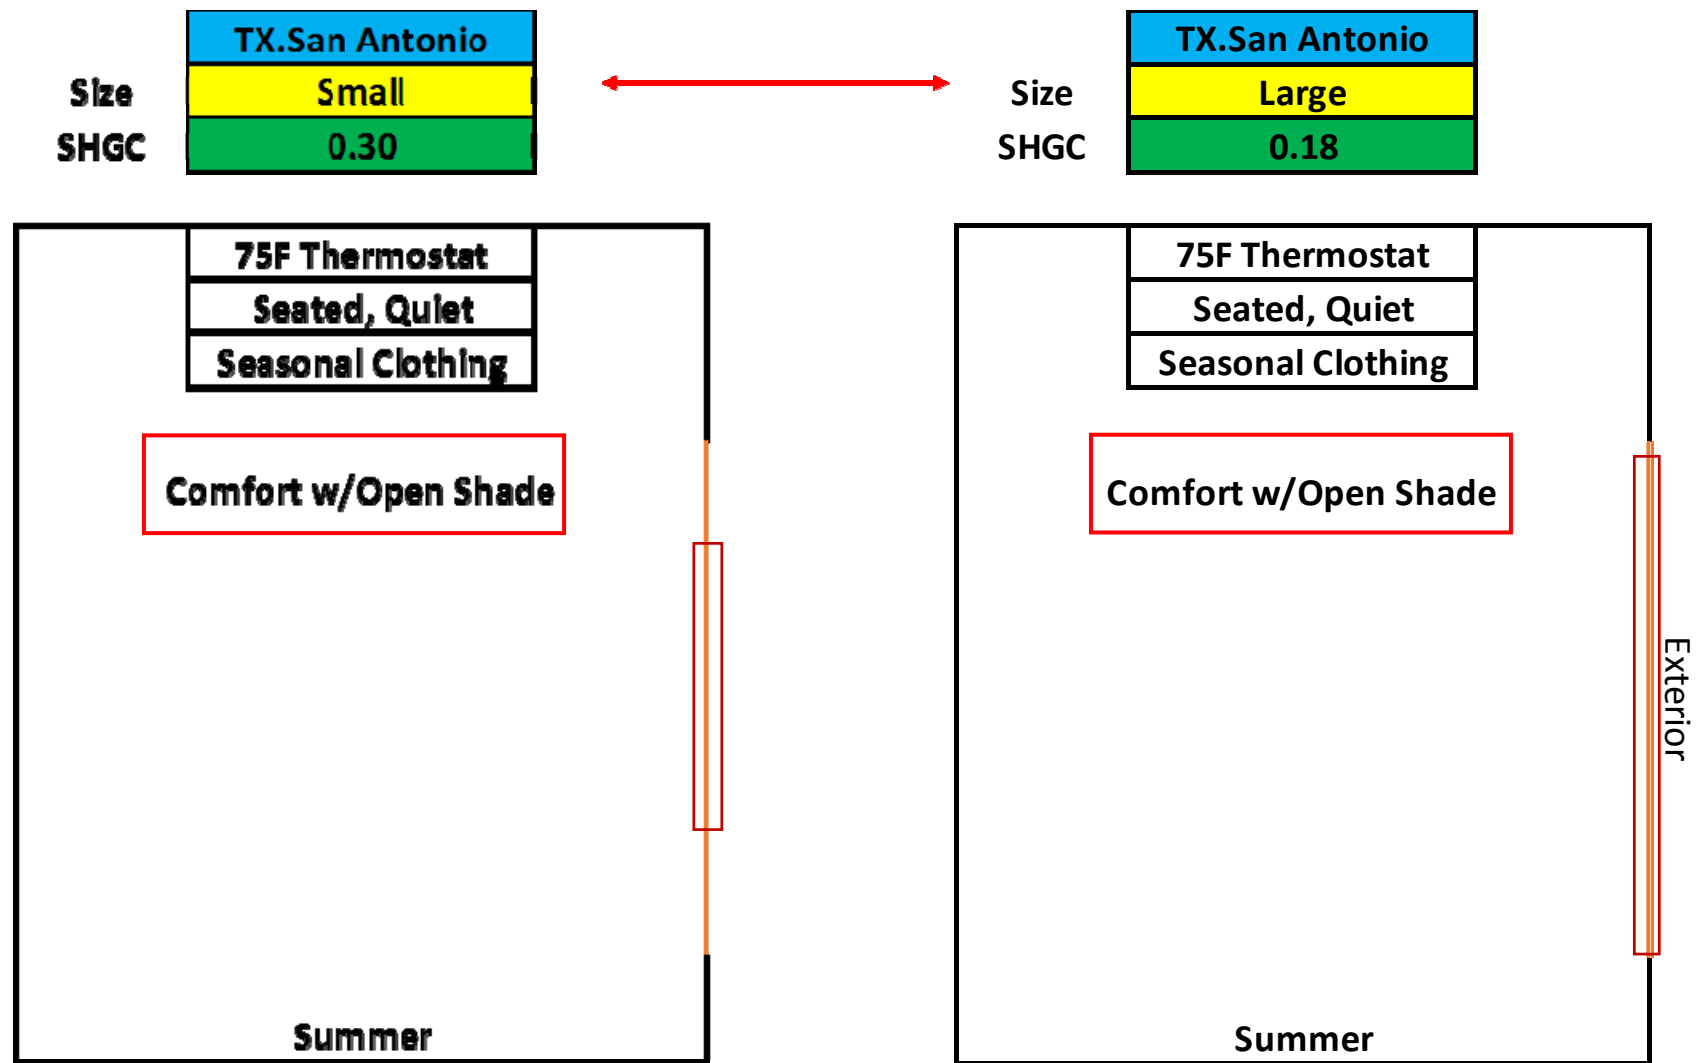 TX.San Antonio
Size Small
SHGC 0.30
75F Thermostat
Seated, Quiet
Seasonal Clothing
Comfort w/Open Shade
Summer
TX.San Antonio
Size Large
SHGC 0.18
75F Thermostat
Seated, Quiet
Seasonal Clothing
Comfort w/Open Shade
Exterior
Summer